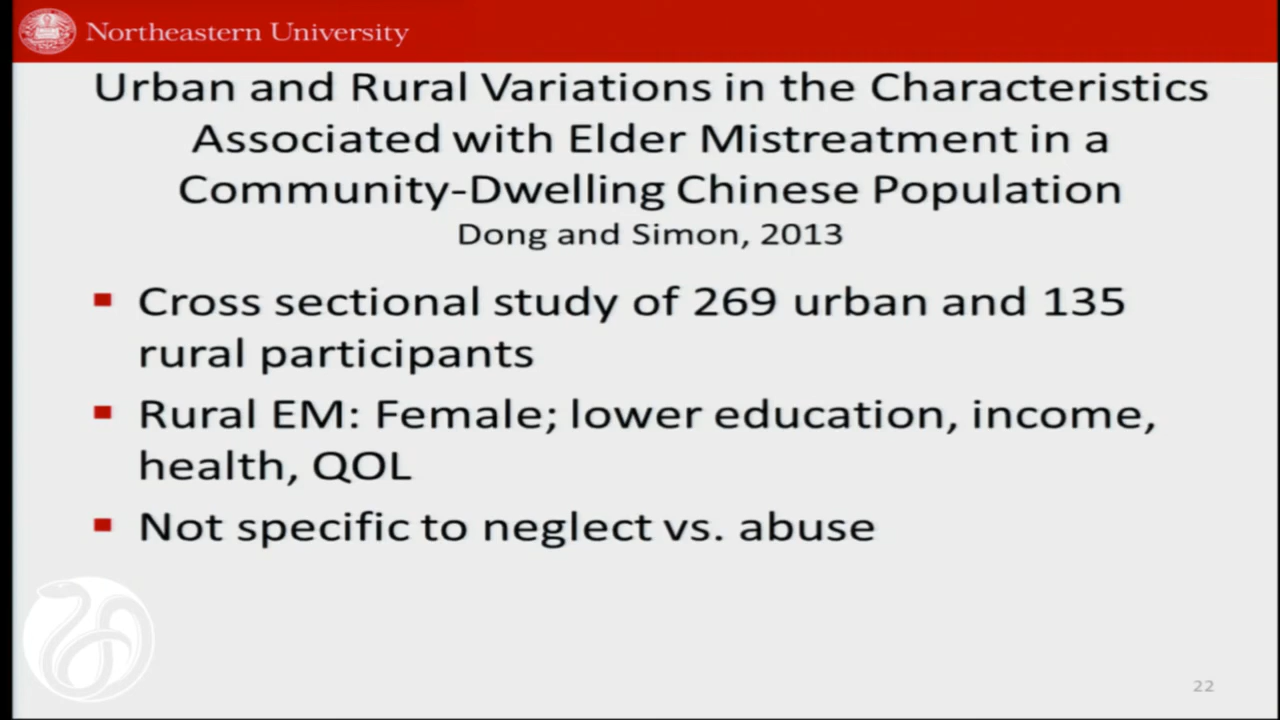 Northeastern University
Urban and Rural Variations in the Characteristics
Associated with Elder Mistreatment in a
Community-Dwelling Chinese Population
Dong and Simon, 2013
Cross sectional study of 269 urban and 135
rural participants
Rural EM: Female; lower education, income,
health, QOL
Not specific to neglect vs. abuse
22